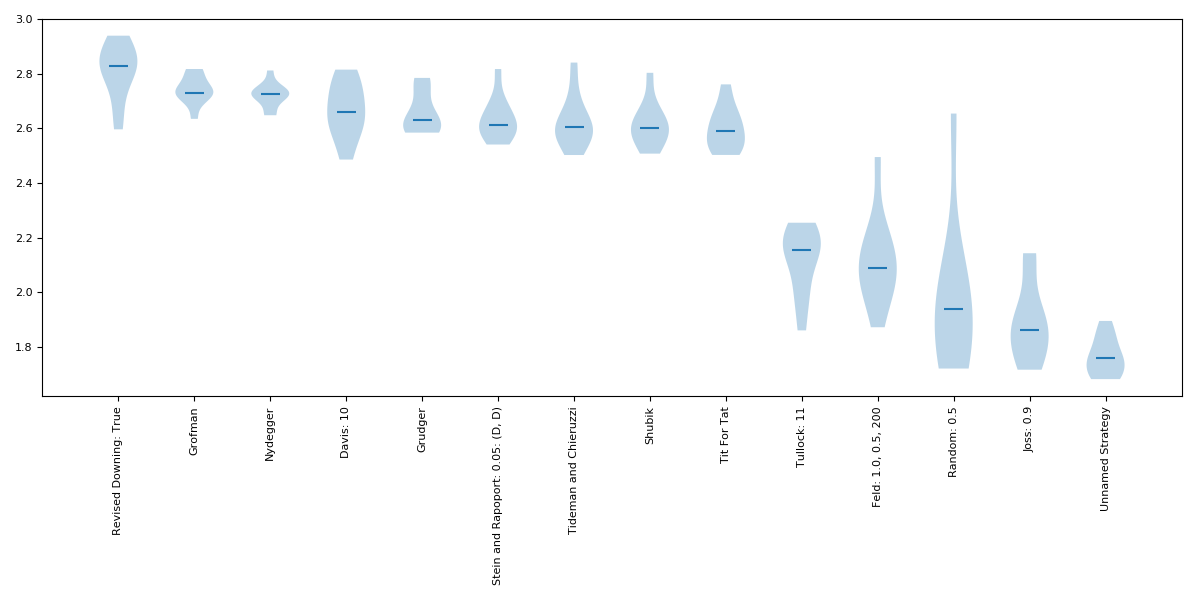 3.0
2.8
2.6
2.4
2.2
2.0
1.8
Revised Downing: True
Grofman
Nydegger
Davis: 10
Grudger
Stein and Rapoport: 0.05: (D, D)
Tideman and Chieruzzi
Shubik
Tit For Tat
Tullock: 11
Feld: 1.0, 0.5, 200
Random: 0.5
Joss: 0.9
Unnamed Strategy